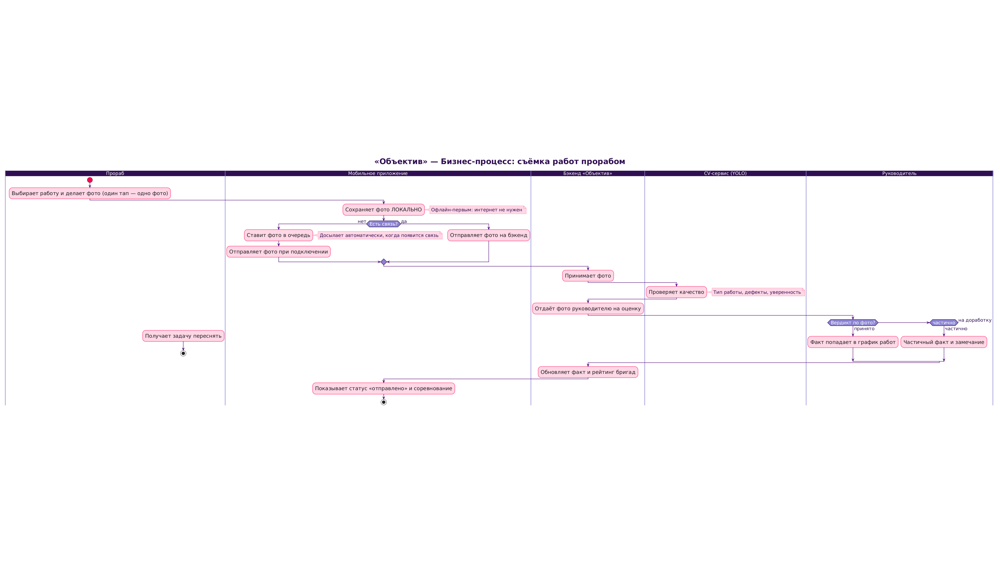 «Объектив» — Бизнес-процесс: съёмка работ прорабом
Прораб
Мобильное приложение
Бэкенд «Объектив»
CV-сервис (YOLO)
Руководитель
Выбирает работу и делает фото (один тап — одно фото)
Сохраняет фото ЛОКАЛЬНО
Офлайн-первым: интернет не нужен
нет
Есть связь?
да
Ставит фото в очередь
Досылает автоматически, когда появится связь
Отправляет фото на бэкенд
Отправляет фото при подключении
Принимает фото
Проверяет качество
Тип работы, дефекты, уверенность
Отдаёт фото руководителю на оценку
Вердикт по фото?
частично
на доработку
принято
частично
Получает задачу переснять
Факт попадает в график работ
Частичный факт и замечание
Обновляет факт и рейтинг бригад
Показывает статус «отправлено» и соревнование